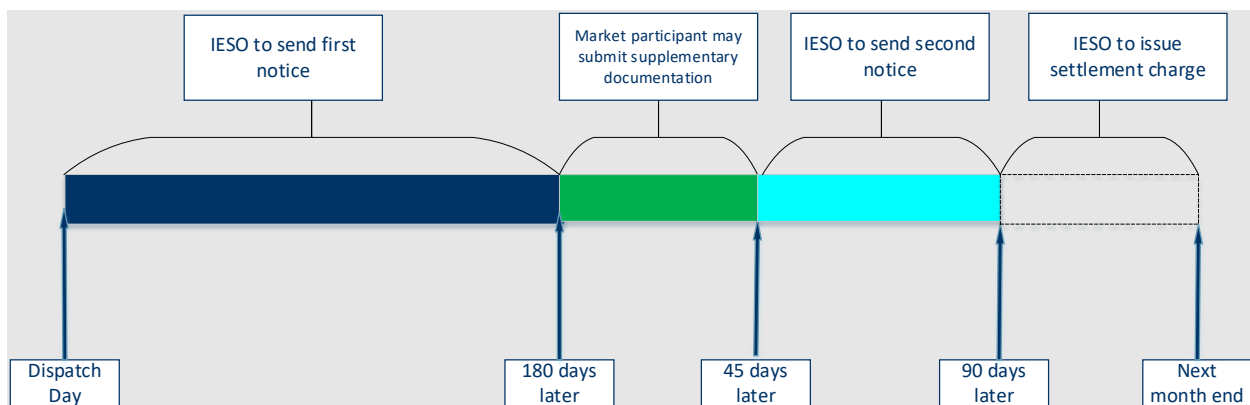 IESO to send first
notice
Market participant may
submit supplementary
documentation
IESO to send second
notice
IESO to issue
settlement charge
Dispatch
Day
180 days
later
45 days
later
90 days
later
Next
month end